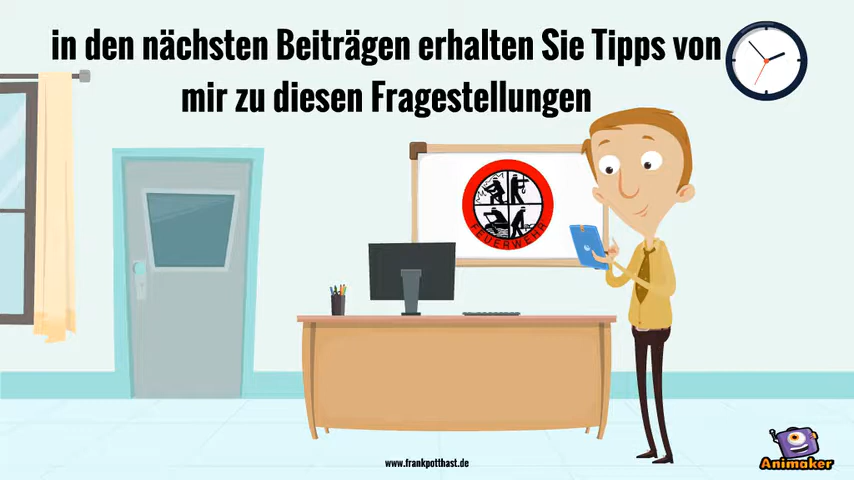 in den nächsten Beiträgen erhalten Sie Tipps von
mir zu diesen Fragestellungen
FEUERWEHR
www.frankpotthast.de
Animaker